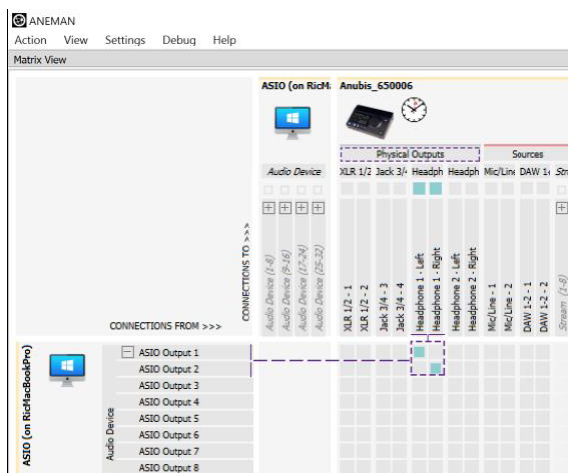 ANEMAN
Action View Settings Debug Help
Matrix View
ASIO (on RicM
Anubis_650006
Physical Outputs
Sources
Audio Device
XLR 1/2 Jack 3/4 Headph Headph Mic/Line DAW 1- Str
CONNECTIONS TO >>>
Audio Device (1-8)
Audio Device (9-16)
Audio Device (17-24)
Audio Device (25-32)
XLR 1/2 - 1
XLR 1/2 - 2
Jack 3/4 - 3
Jack 3/4 - 4
Headphone 1 - Left
Headphone 1 - Right
Headphone 2 - Left
Headphone 2 - Right
Mic/Line - 1
Mic/Line - 2
DAW 1-2 - 1
DAW 1-2 - 2
Stream (1-8)
CONNECTIONS FROM >>>
ASIO (on RicMacBookPro)
Audio Device
ASIO Output 1
ASIO Output 2
ASIO Output 3
ASIO Output 4
ASIO Output 5
ASIO Output 6
ASIO Output 7
ASIO Output 8